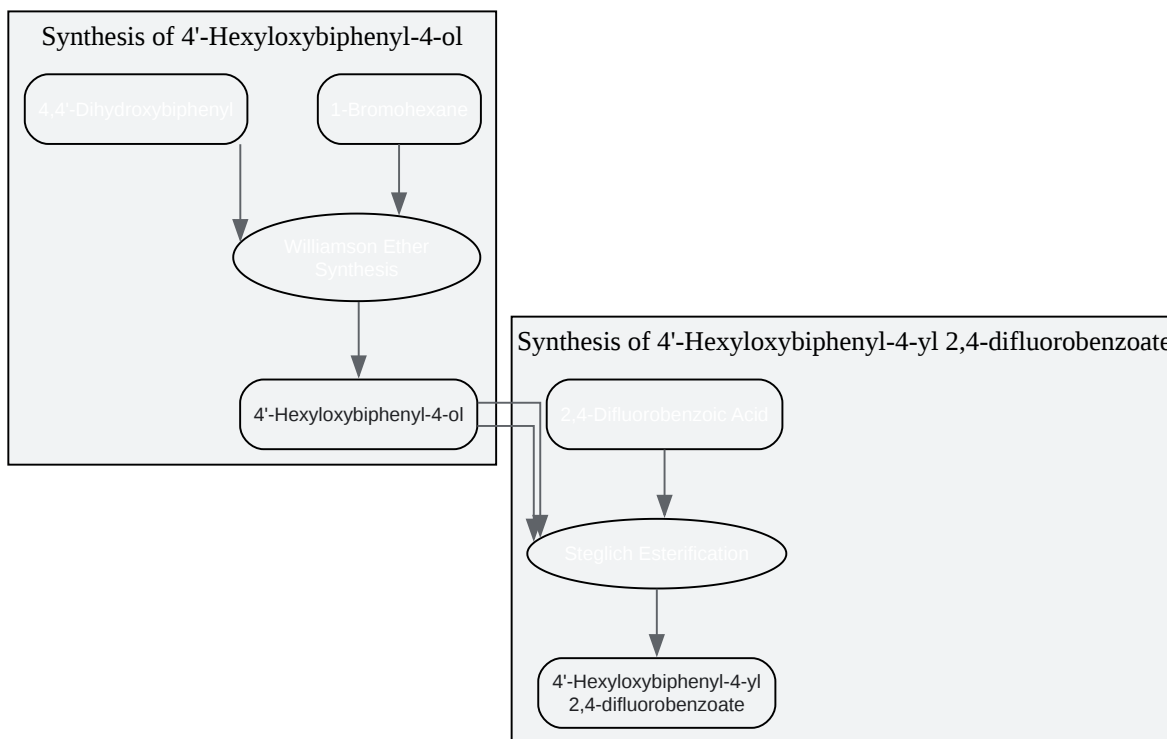 Synthesis of 4'-Hexyloxybiphenyl-4-ol
4,4'-Dihydroxybiphenyl
1-Bromohexane
Williamson Ether
Synthesis
4'-Hexyloxybiphenyl-4-ol
Synthesis of 4'-Hexyloxybiphenyl-4-yl 2,4-difluorobenzoate
2,4-Difluorobenzoic Acid
Steglich Esterification
4'-Hexyloxybiphenyl-4-yl
2,4-difluorobenzoate